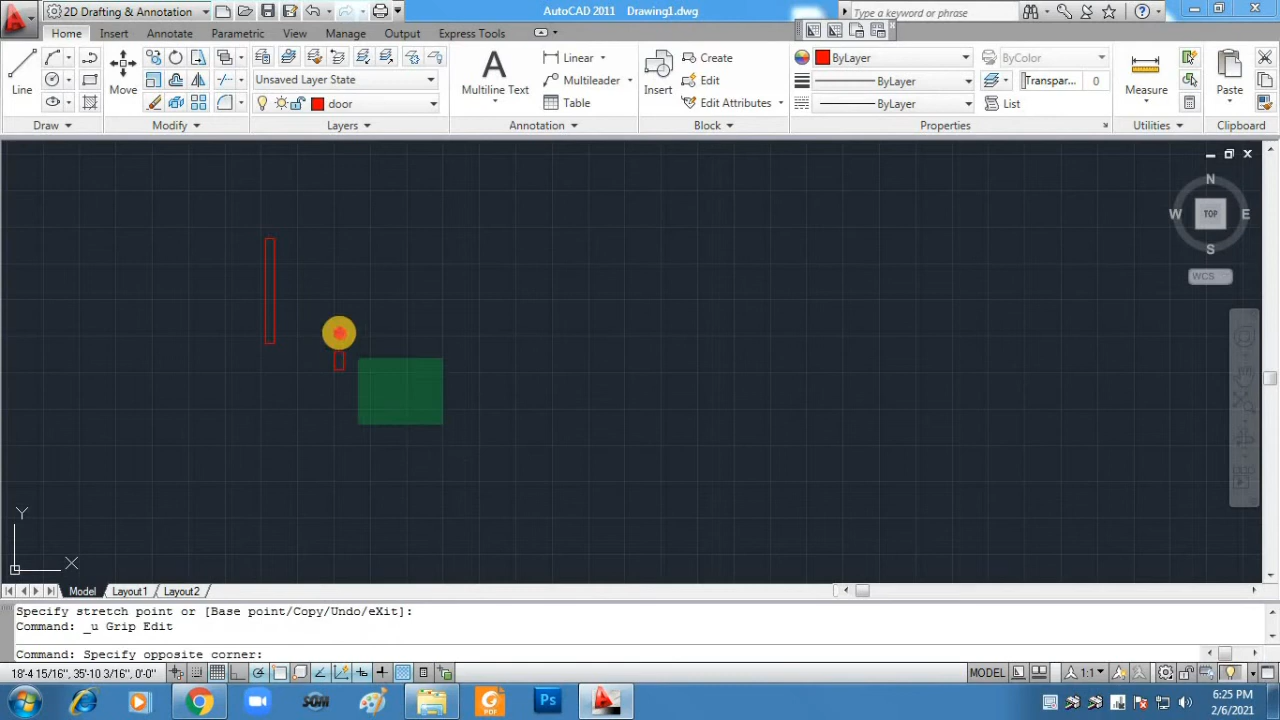 2D Drafting & Annotation
AutoCAD 2011 Drawing1.dwg
Type a keyword or phrase
Home Insert Annotate Parametric View Manage Output Express Tools
Line
Move
Unsaved Layer State
door
Multiline Text
Linear
Multileader
Table
Insert
Create
Edit
Edit Attributes
ByLayer
ByLayer
ByLayer
ByColor
Transpar... 0
List
Measure
Paste
Draw Modify Layers Annotation Block Properties Utilities Clipboard
N
W TOP E
S
WCS
Y
X
Model Layout1 Layout2
Specify stretch point or [Base point/Copy/Undo/eXit]:
Command: _u Grip Edit
Command: Specify opposite corner:
18'-4 15/16", 35'-10 3/16", 0'-0"
MODEL
1:1
SOM
PDF
Ps
6:25 PM
2/6/2021